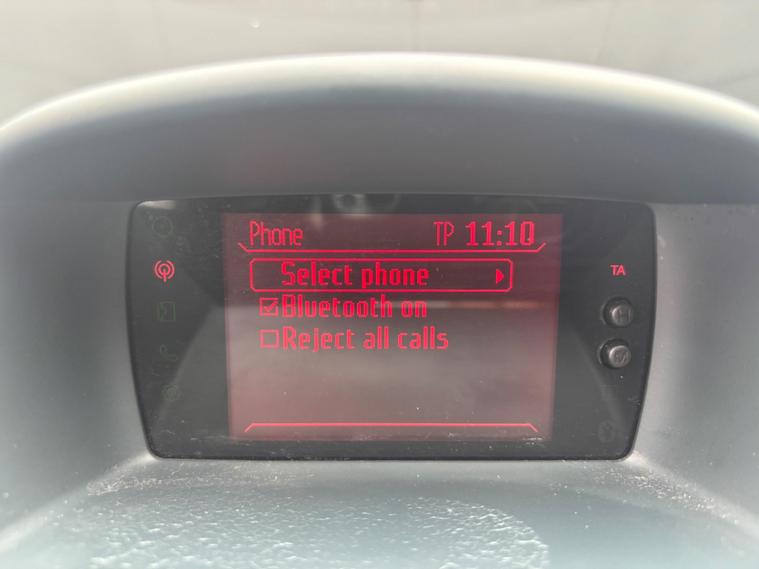 Phone TP 11:10
Select phone
Bluetooth on
Reject all calls
TA
H
M